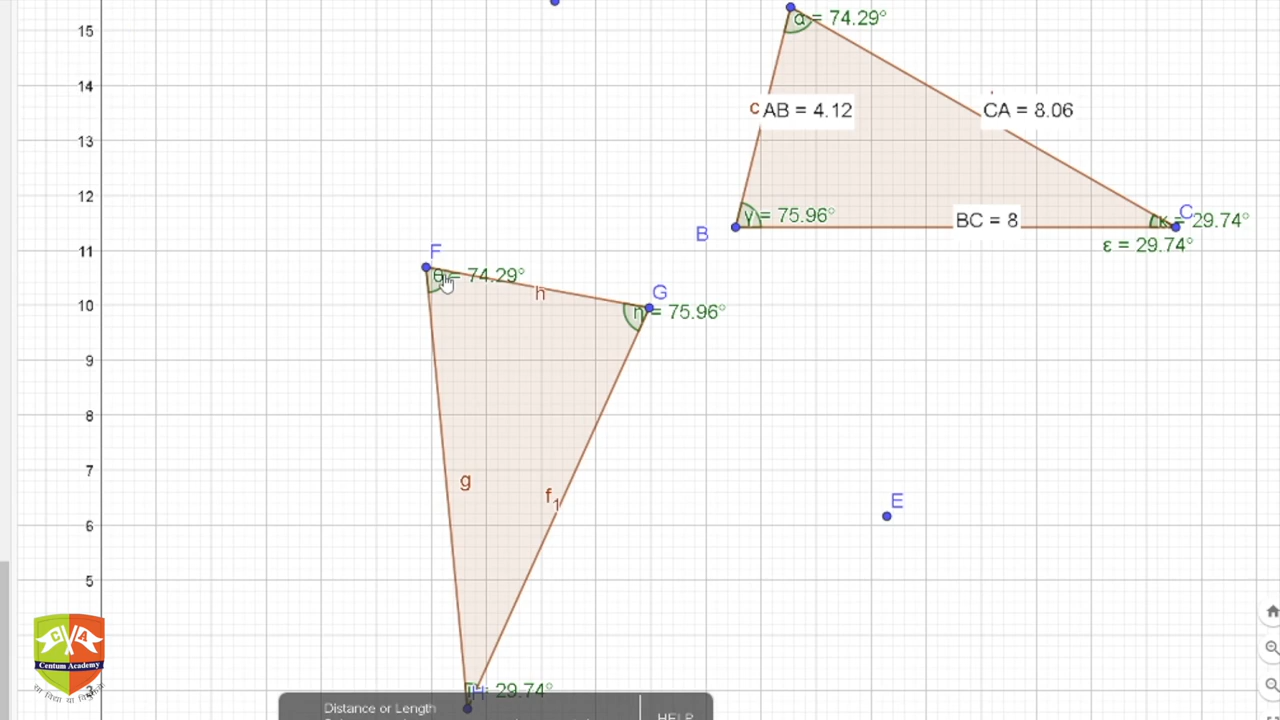 15
α = 74.29°
14
c
AB = 4.12
CA = 8.06
13
12
γ = 75.96°
BC = 8
C
= 29.74°
B
11
ε = 29.74°
F
= 74.29°
h
G
10
η = 75.96°
9
8
7
g
f₁
E
6
5
C A
Centum Academy
H
29.74°
Distance or Length
HELP